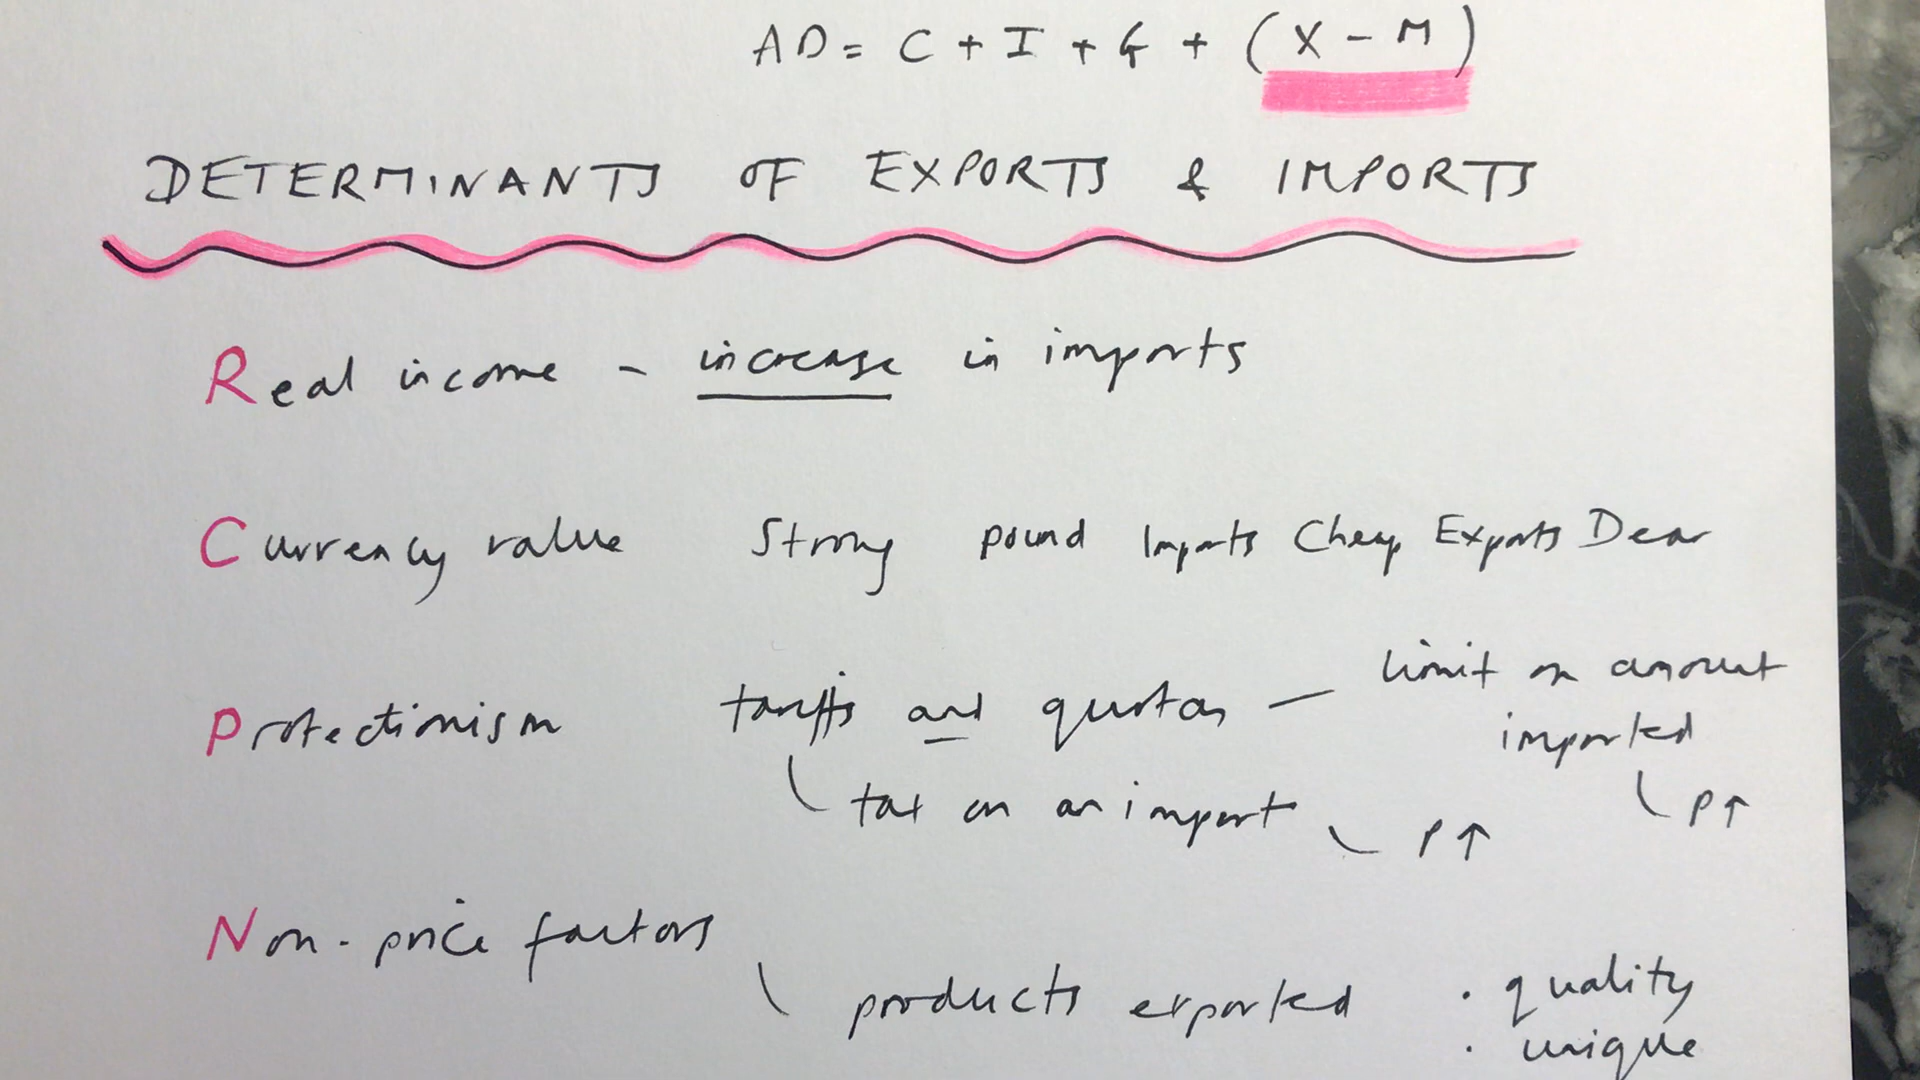 AD = C + I + G + (X - M)
DETERMINANTS OF EXPORTS & IMPORTS
Real income - increase in imports
Currency value Strong pound Imports Cheap Exports Dear
Protectionism tariffs and quotas - limit on amount imported
tax on an import P↑
P↑
Non-price factors
products exported
• quality
• unique